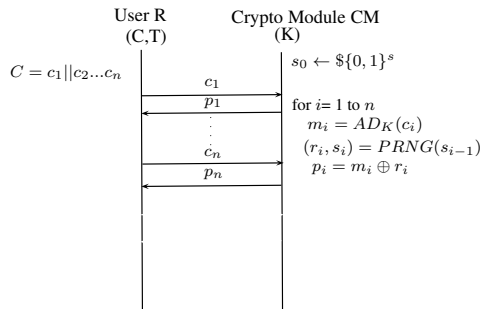 User R
(C,T)
Crypto Module CM
(K)
s_0 ← ${0, 1}^s
C = c_1||c_2...c_n
c_1
p_1
for i= 1 to n
m_i = AD_K(c_i)
(r_i, s_i) = PRNG(s_{i−1})
c_n
p_i = m_i ⊕ r_i
p_n